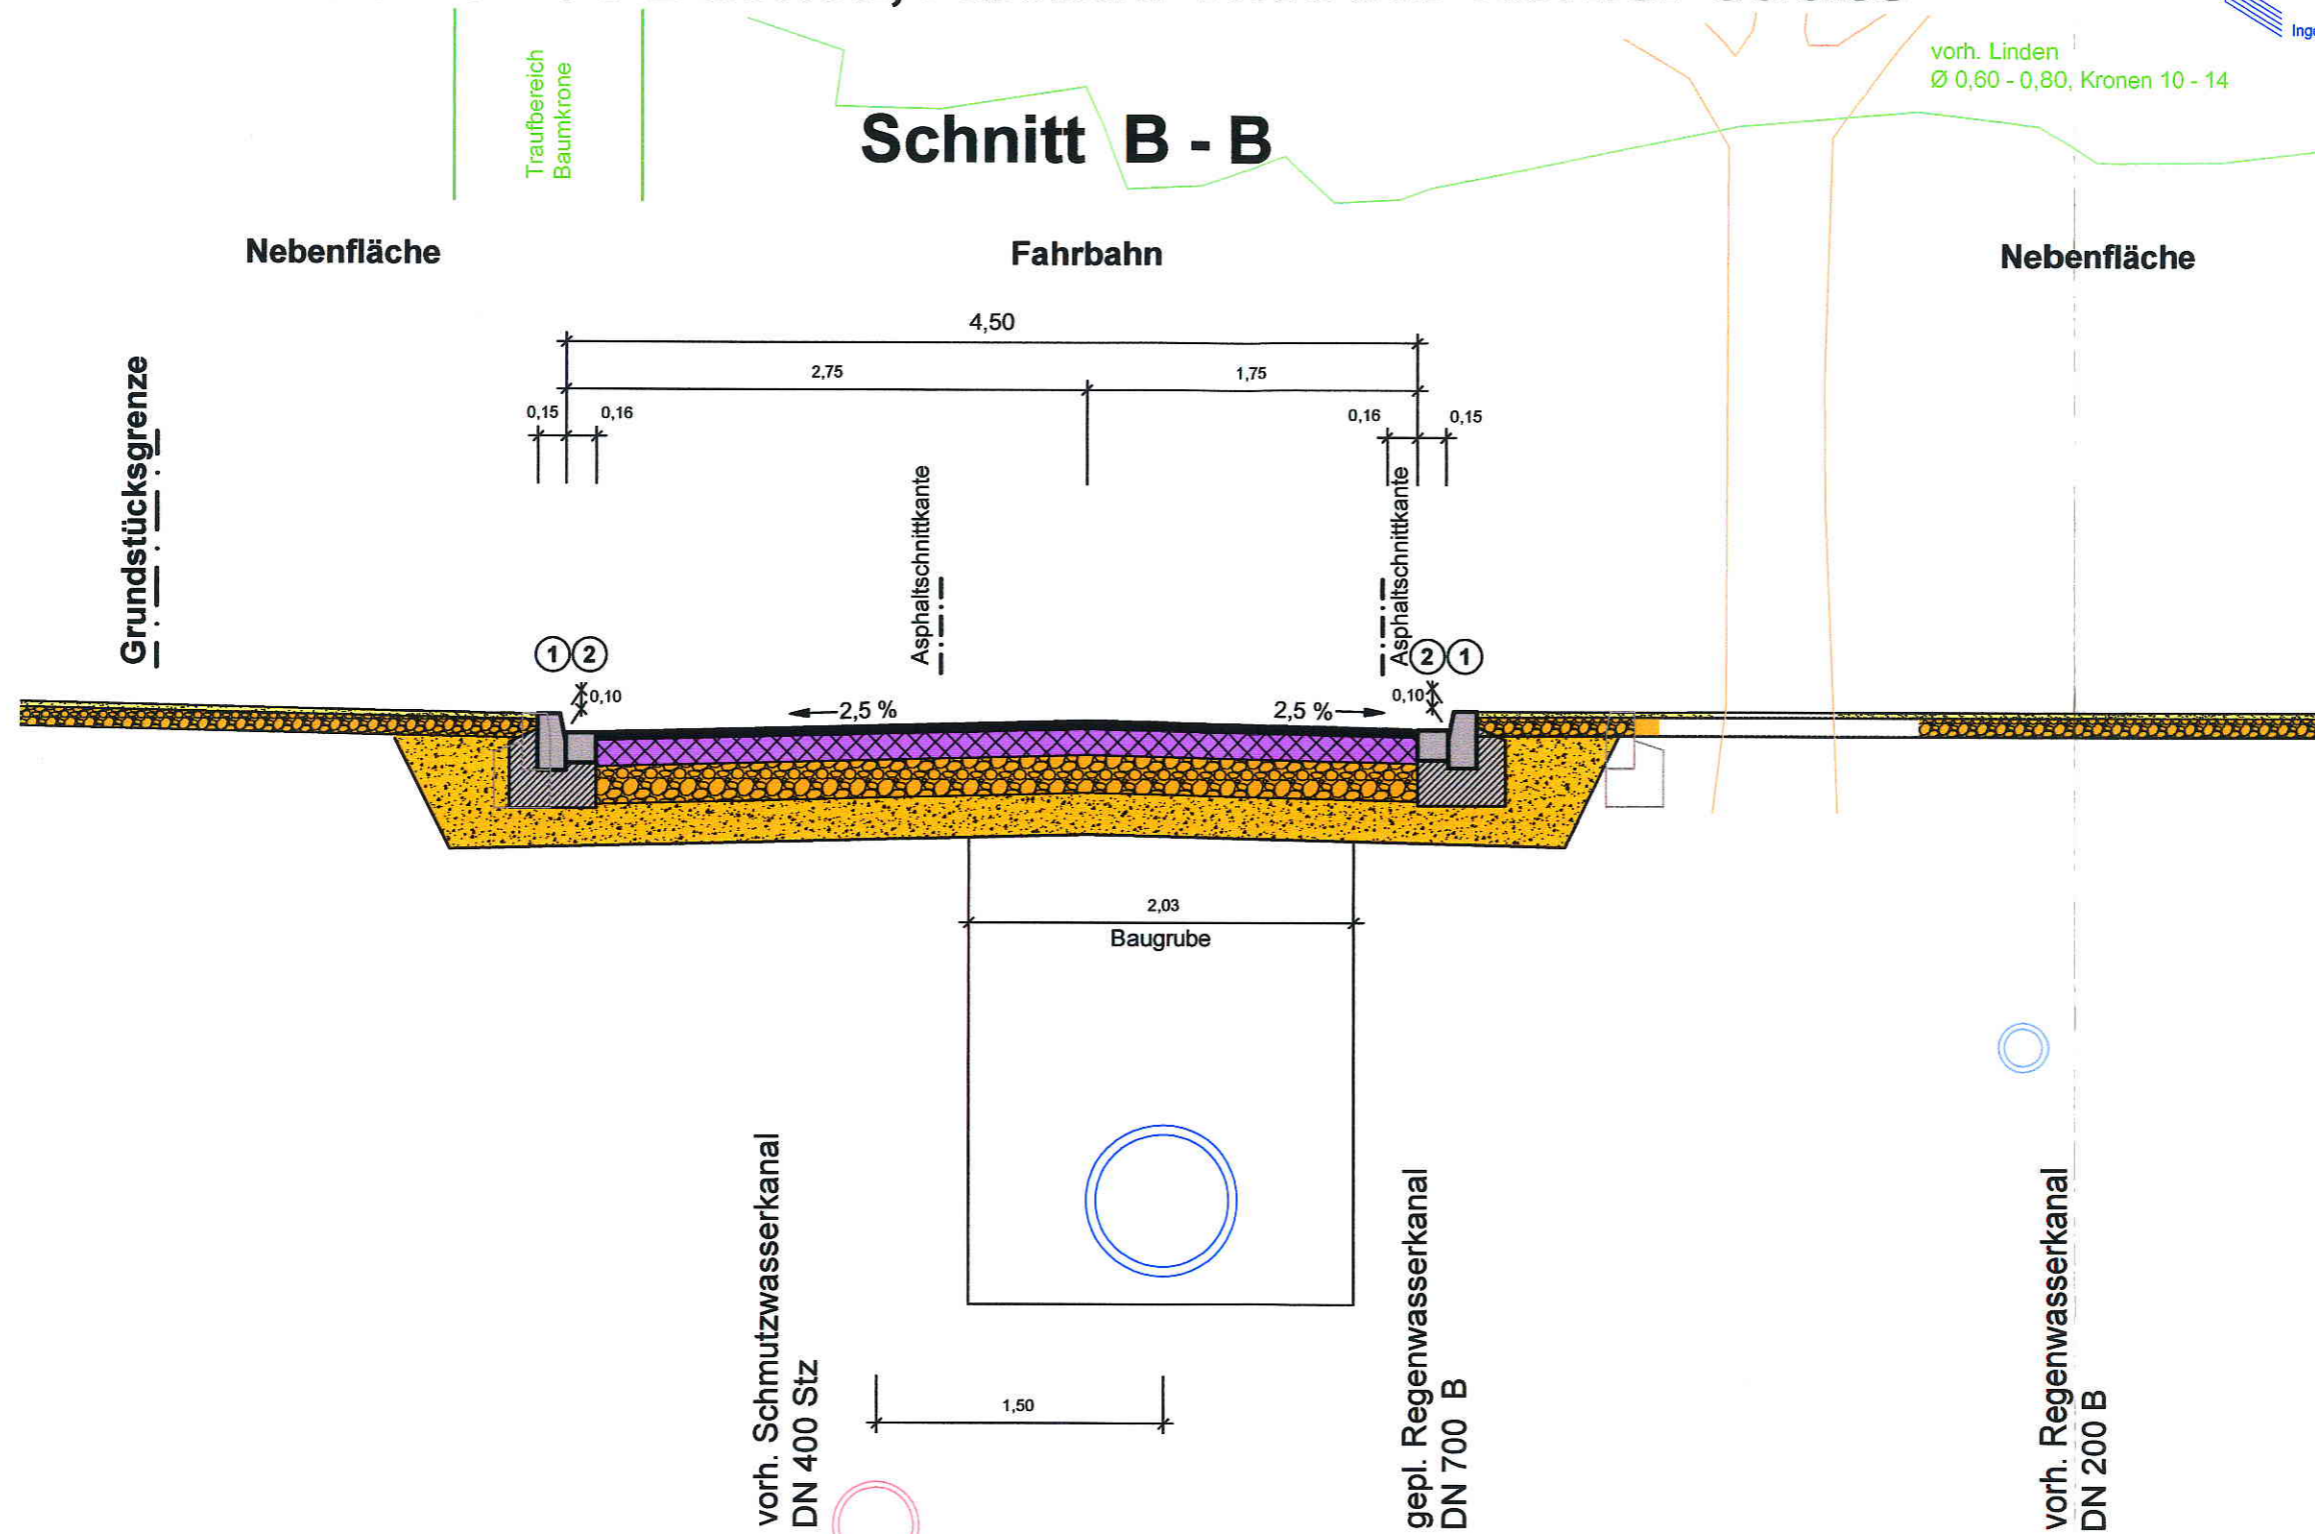 vorh. Linden
Ø 0,60 - 0,80, Kronen 10 - 14
Traufbereich
Baumkrone
Schnitt B - B
Nebenfläche
Fahrbahn
Nebenfläche
4,50
2,75
1,75
0,15
0,16
0,16
0,15
Grundstücksgrenze
Asphaltschnittkante
Asphaltschnittkante
1
2
2
1
0,10
0,10
2,5 %
2,5 %
2,03
Baugrube
1,50
vorh. Schmutzwasserkanal
DN 400 Stz
gepl. Regenwasserkanal
DN 700 B
vorh. Regenwasserkanal
DN 200 B